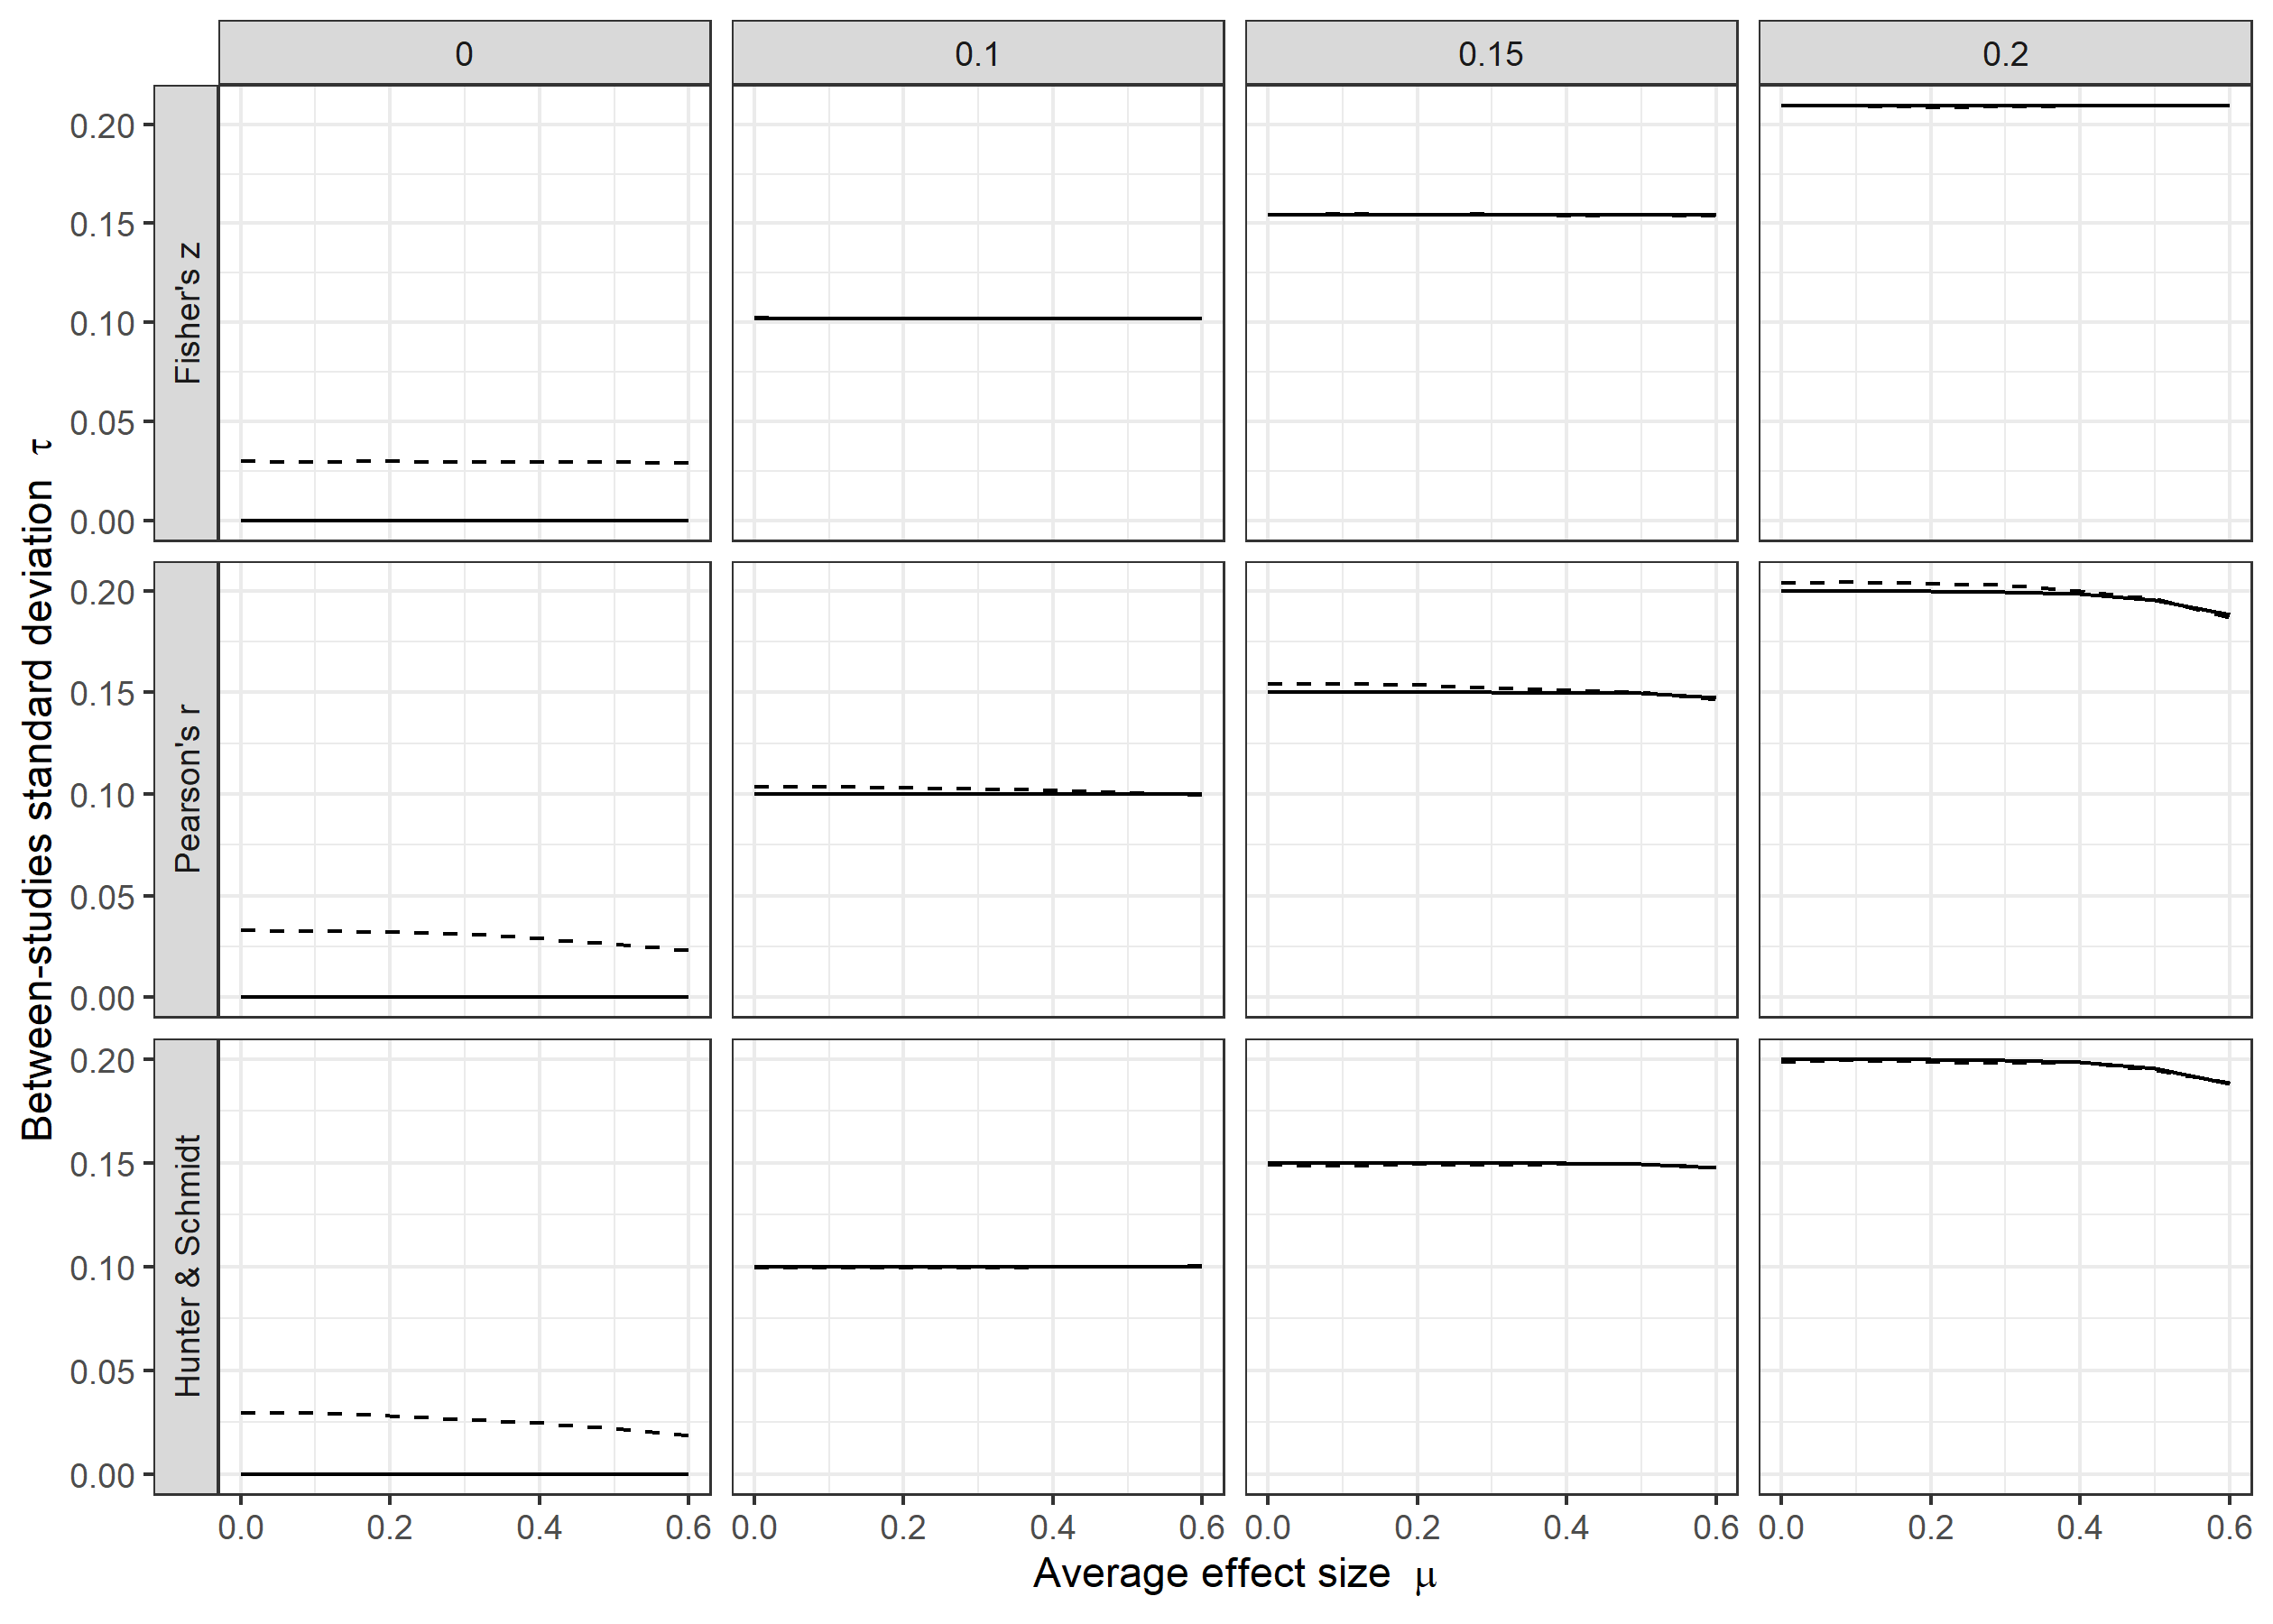 0 0.1 0.15 0.2
Between-studies standard deviation τ
Fisher's z
0.20
0.15
0.10
0.05
0.00
Pearson's r
0.20
0.15
0.10
0.05
0.00
Hunter & Schmidt
0.20
0.15
0.10
0.05
0.00
0.0 0.2 0.4 0.6 0.0 0.2 0.4 0.6 0.0 0.2 0.4 0.6 0.0 0.2 0.4 0.6
Average effect size μ